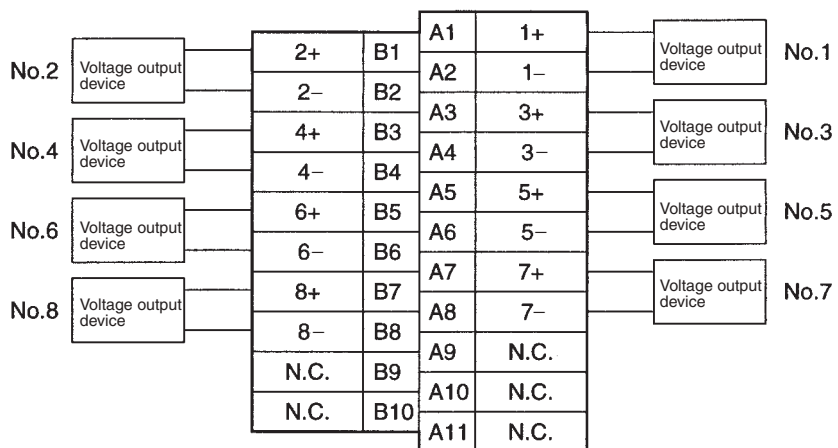 No.2
Voltage output
device
2+ B1
2− B2
No.4
Voltage output
device
4+ B3
4− B4
No.6
Voltage output
device
6+ B5
6− B6
No.8
Voltage output
device
8+ B7
8− B8
N.C. B9
N.C. B10
A1 1+
A2 1−
Voltage output
device
No.1
A3 3+
A4 3−
Voltage output
device
No.3
A5 5+
A6 5−
Voltage output
device
No.5
A7 7+
A8 7−
Voltage output
device
No.7
A9 N.C.
A10 N.C.
A11 N.C.